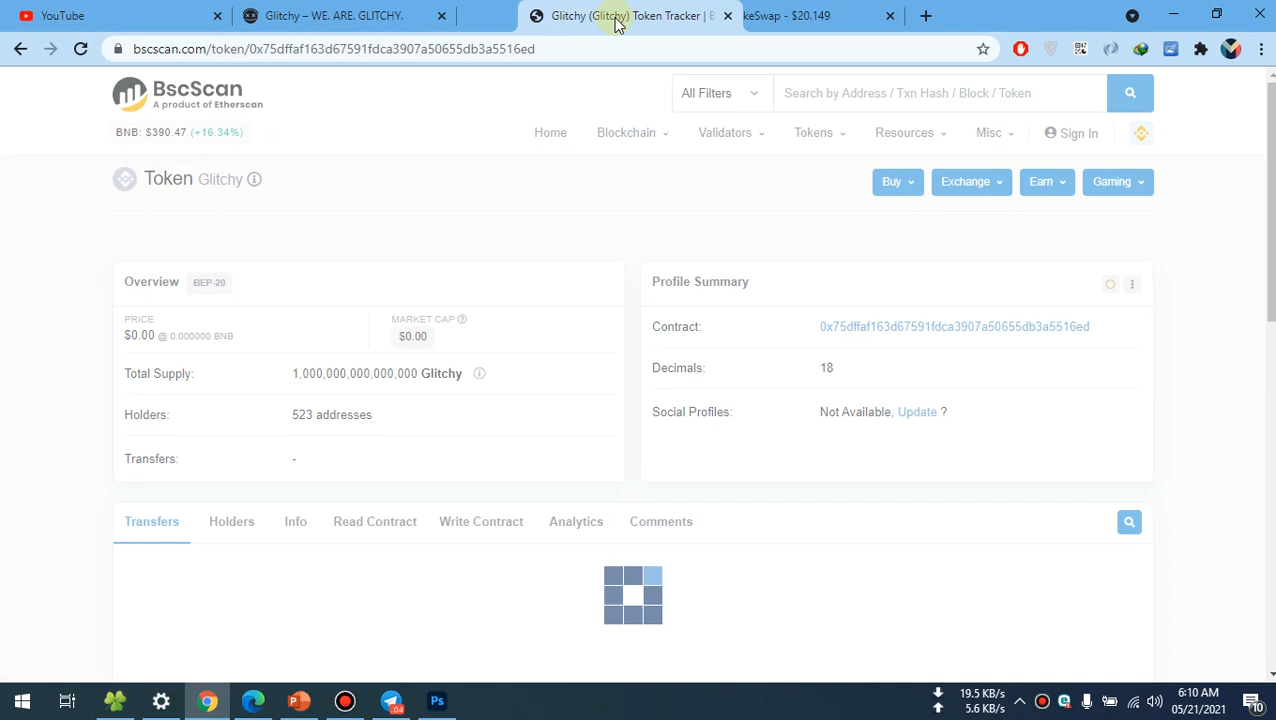 YouTube
Glitchy – WE. ARE. GLITCHY.
Glitchy (Glitchy) Token Tracker | B
keSwap - $20.149
bscscan.com/token/0x75dffaf163d67591fdca3907a50655db3a5516ed
BscScan
A product of Etherscan
All Filters
Search by Address / Txn Hash / Block / Token
BNB: $390.47 (+16.34%)
Home
Blockchain
Validators
Tokens
Resources
Misc
Sign In
Token Glitchy
Buy
Exchange
Earn
Gaming
Overview BEP-20
Profile Summary
PRICE
$0.00 @ 0.000000 BNB
MARKET CAP
$0.00
Contract: 0x75dffaf163d67591fdca3907a50655db3a5516ed
Total Supply: 1,000,000,000,000,000 Glitchy
Decimals: 18
Holders: 523 addresses
Social Profiles: Not Available, Update ?
Transfers: -
Transfers
Holders
Info
Read Contract
Write Contract
Analytics
Comments
Ps
04
19.5 KB/s
5.6 KB/s
6:10 AM
05/21/2021
10